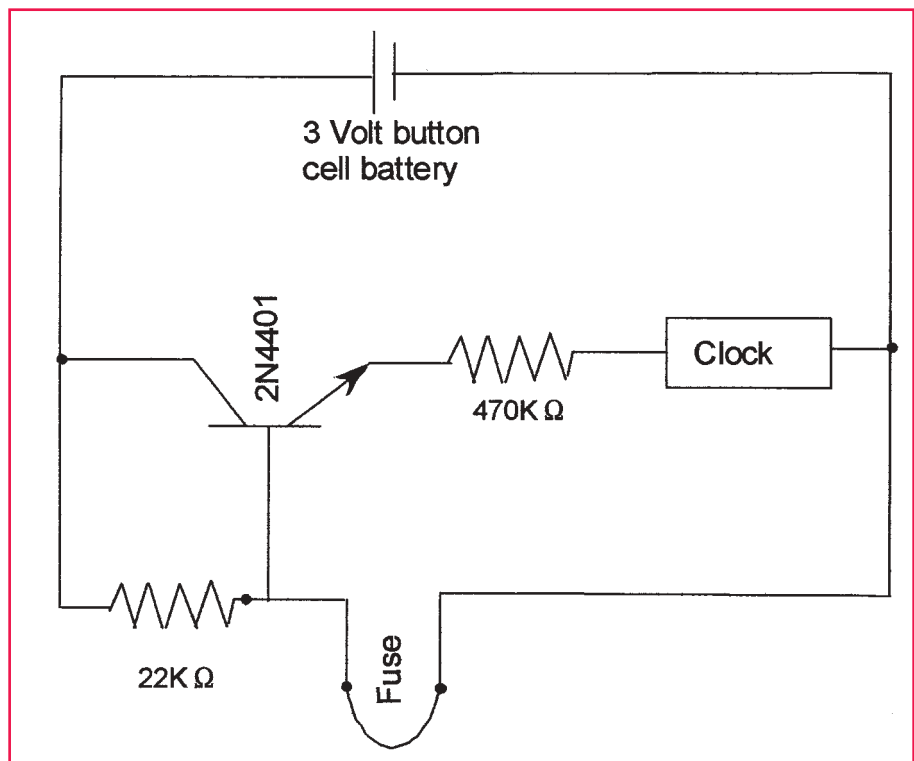 3 Volt button
cell battery
2N4401
Clock
470K Ω
22K Ω
Fuse